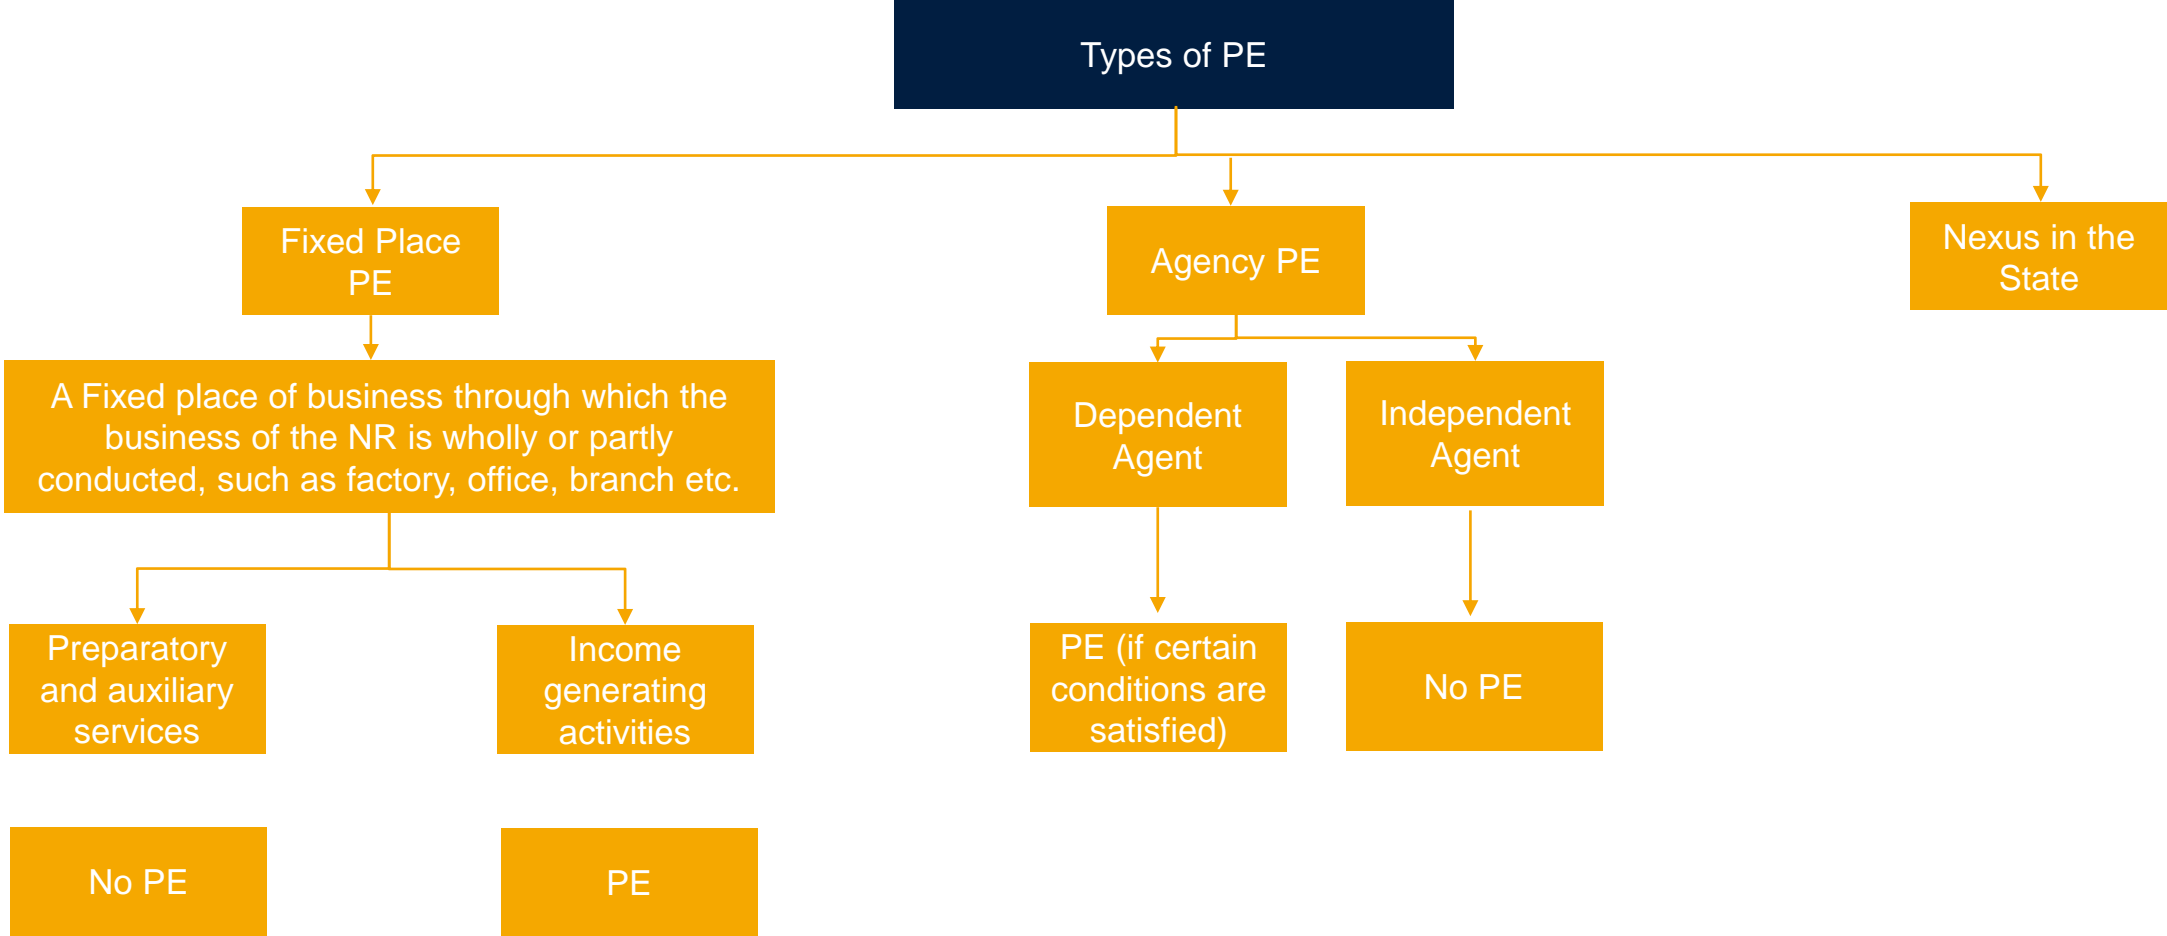 Types of PE
Fixed Place
PE
Agency PE
Nexus in the
State
A Fixed place of business through which the
business of the NR is wholly or partly
conducted, such as factory, office, branch etc.
Dependent
Agent
Independent
Agent
Preparatory
and auxiliary
services
Income
generating
activities
PE (if certain
conditions are
satisfied)
No PE
No PE
PE